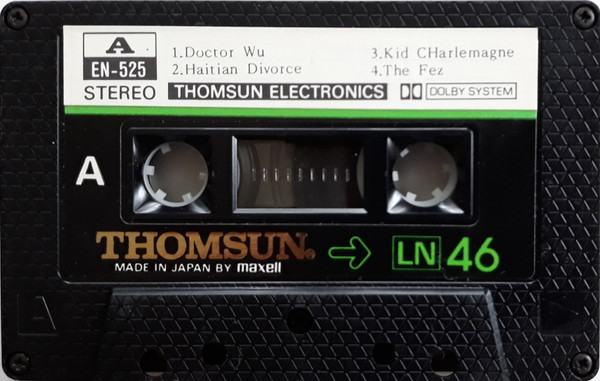 A
EN-525
STEREO
1.Doctor Wu
2.Haitian Divorce
3.Kid CHarlemagne
4.The Fez
THOMSUN ELECTRONICS
DOLBY SYSTEM
A
THOMSUN®
MADE IN JAPAN BY maxell
LN 46
A